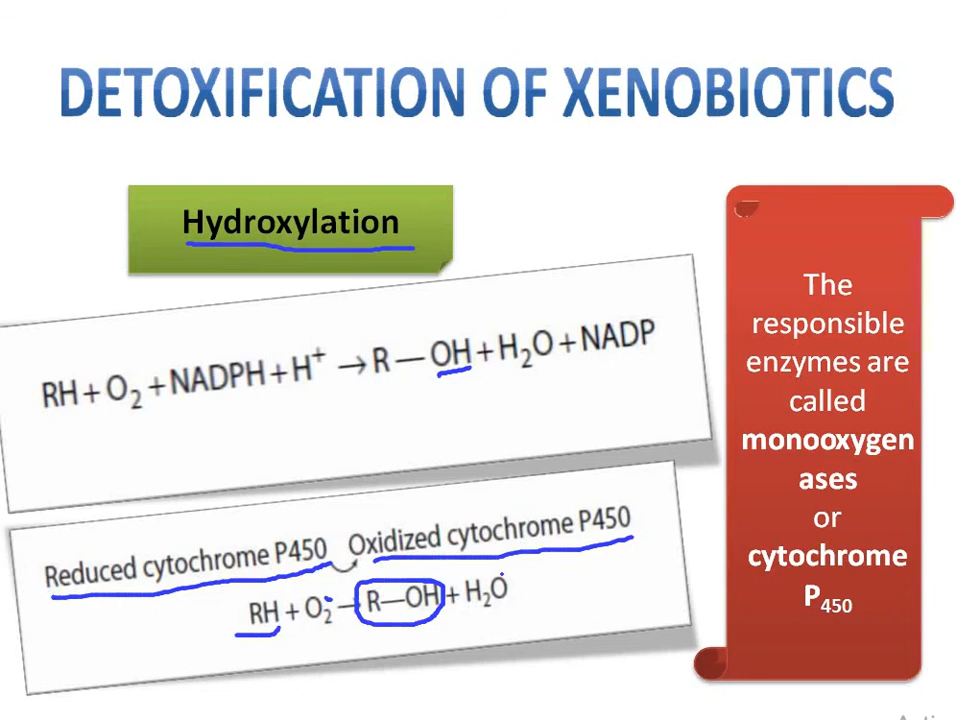 DETOXIFICATION OF XENOBIOTICS
Hydroxylation
RH + O₂ + NADPH + H⁺ → R — OH + H₂O + NADP
Reduced cytochrome P450 Oxidized cytochrome P450
RH + O₂ → R—OH + H₂O
The
responsible
enzymes are
called
monooxygen
ases
or
cytochrome
P₄₅₀